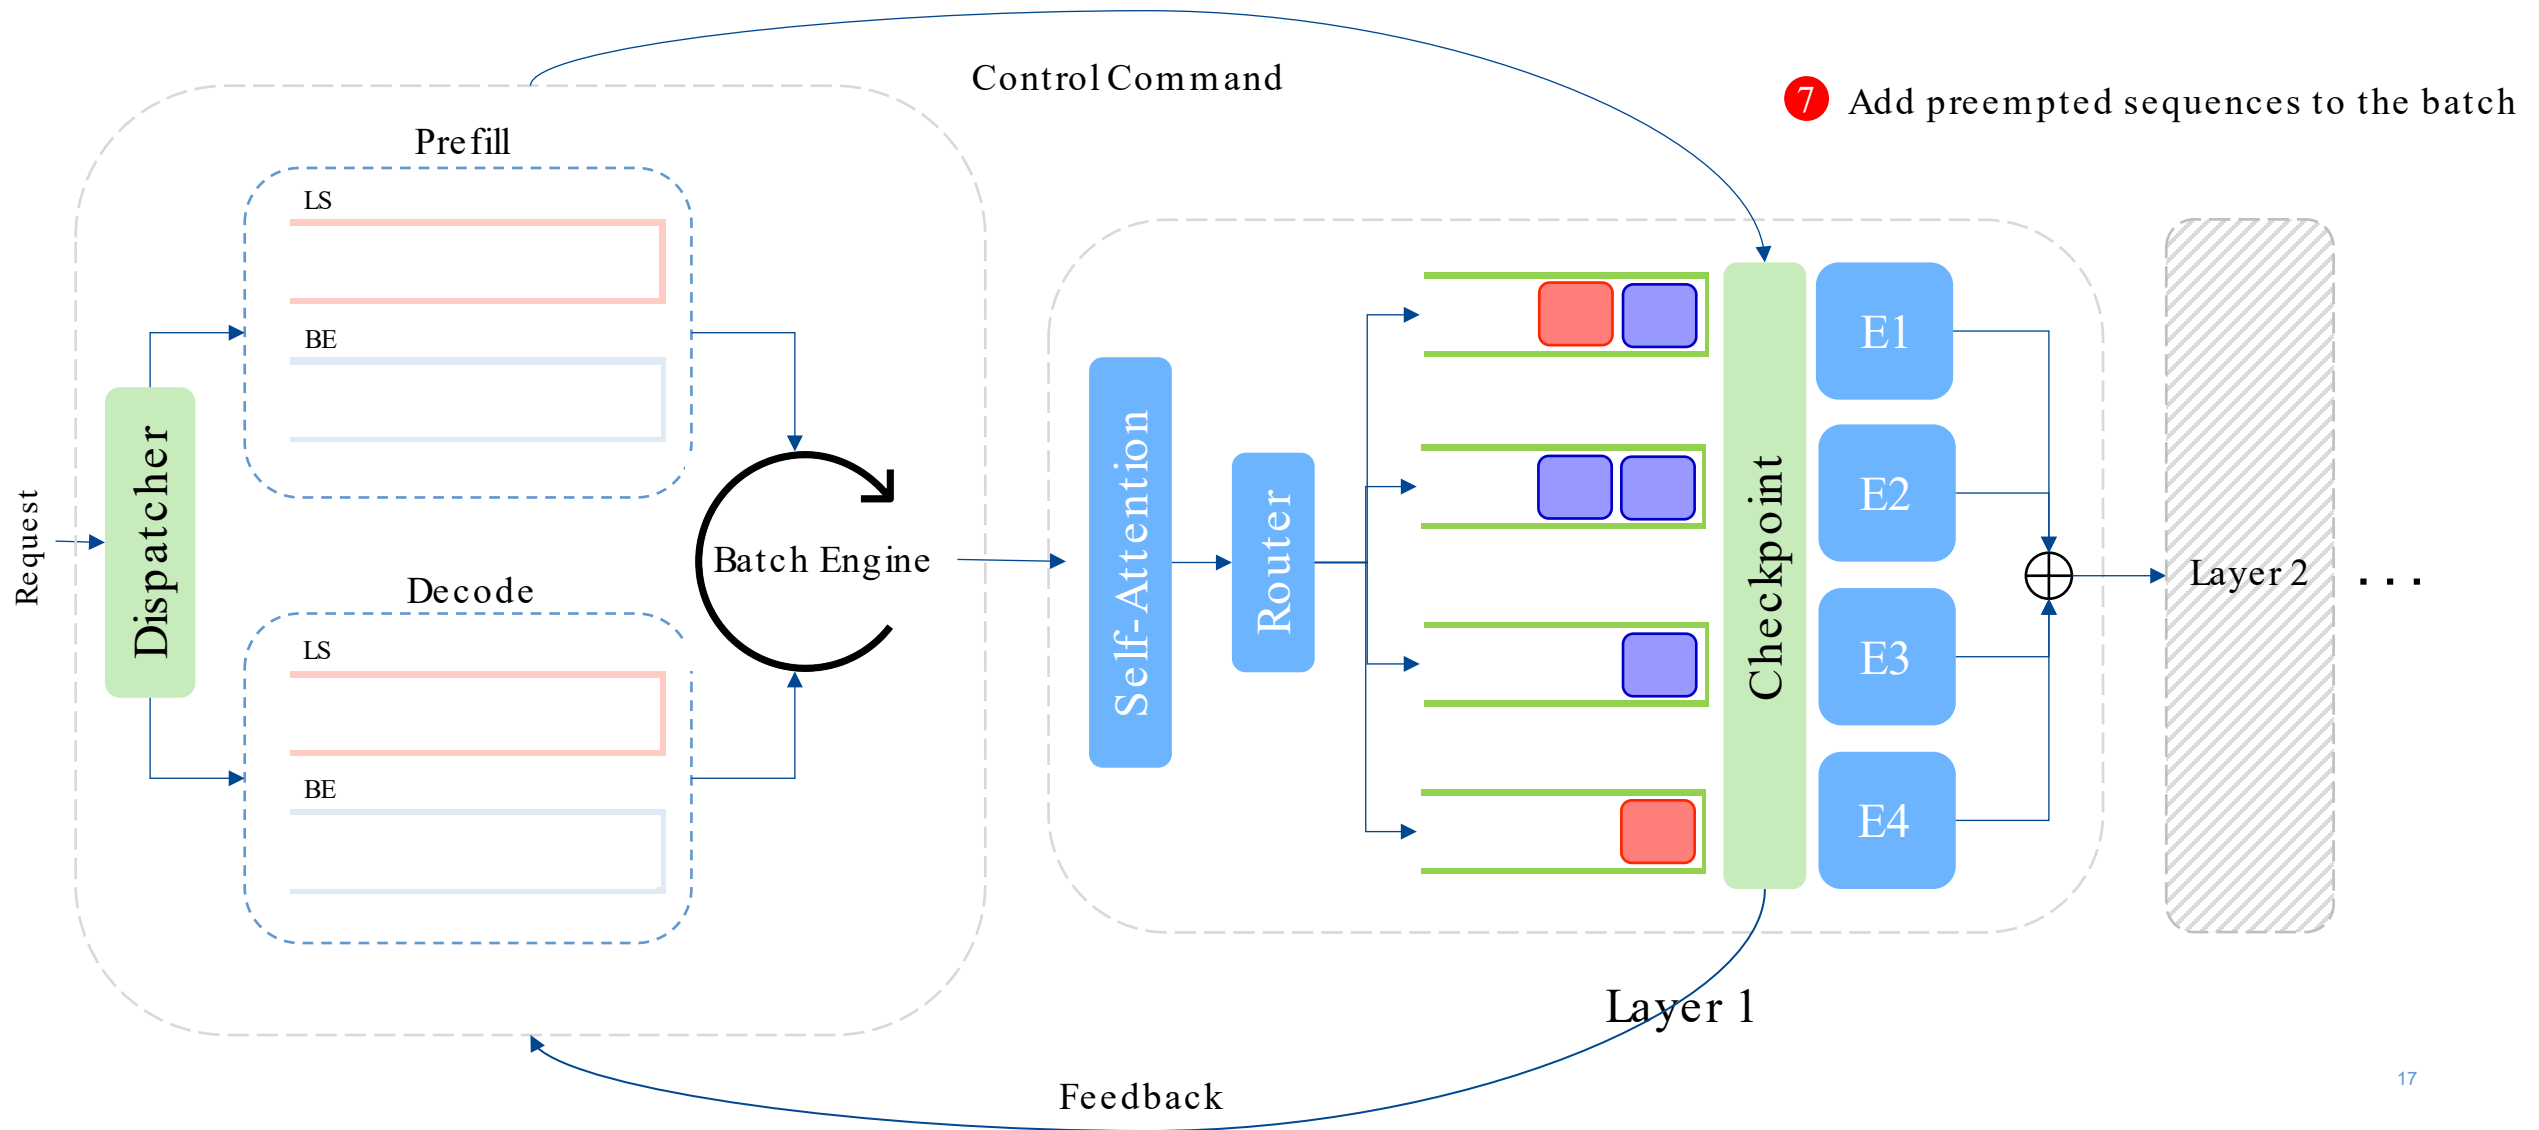 Control Command
7 Add preempted sequences to the batch
Prefill
LS
BE
Request
Dispatcher
Batch Engine
Decode
LS
BE
Self-Attention
Router
Checkpoint
E1
E2
E3
E4
Layer 2
...
Layer 1
Feedback
17